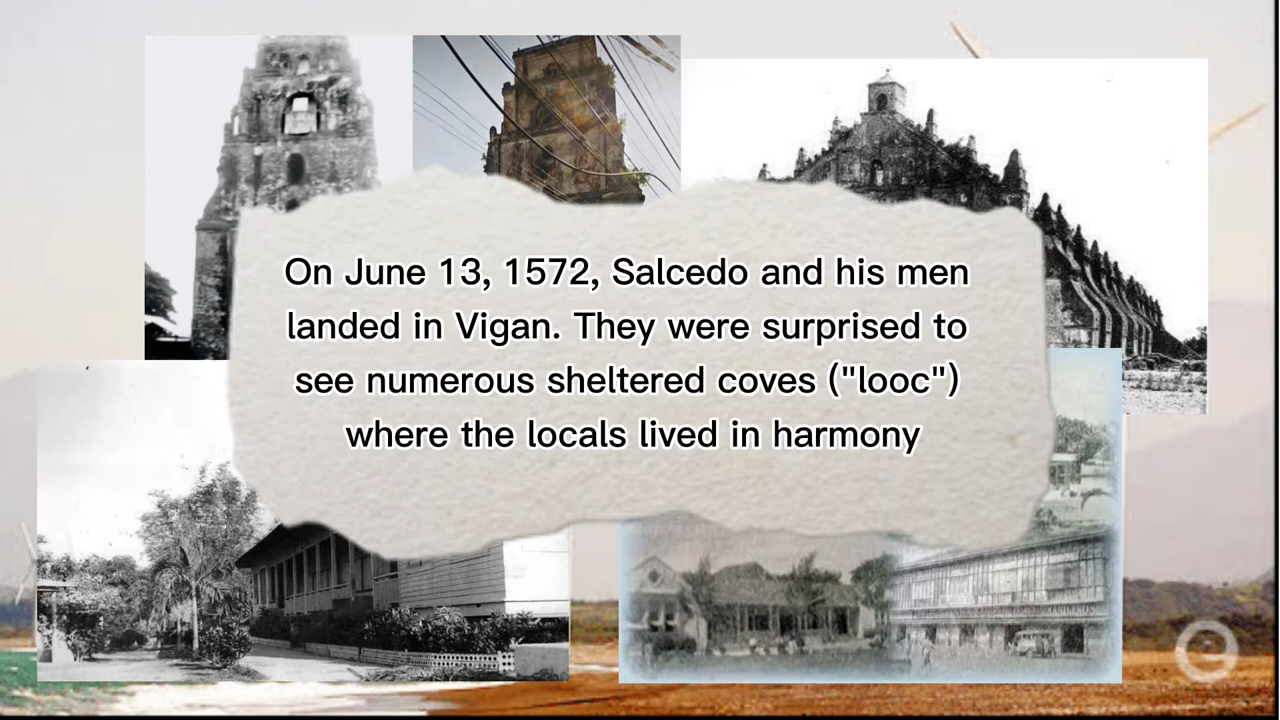 On June 13, 1572, Salcedo and his men
landed in Vigan. They were surprised to
see numerous sheltered coves ("looc")
where the locals lived in harmony